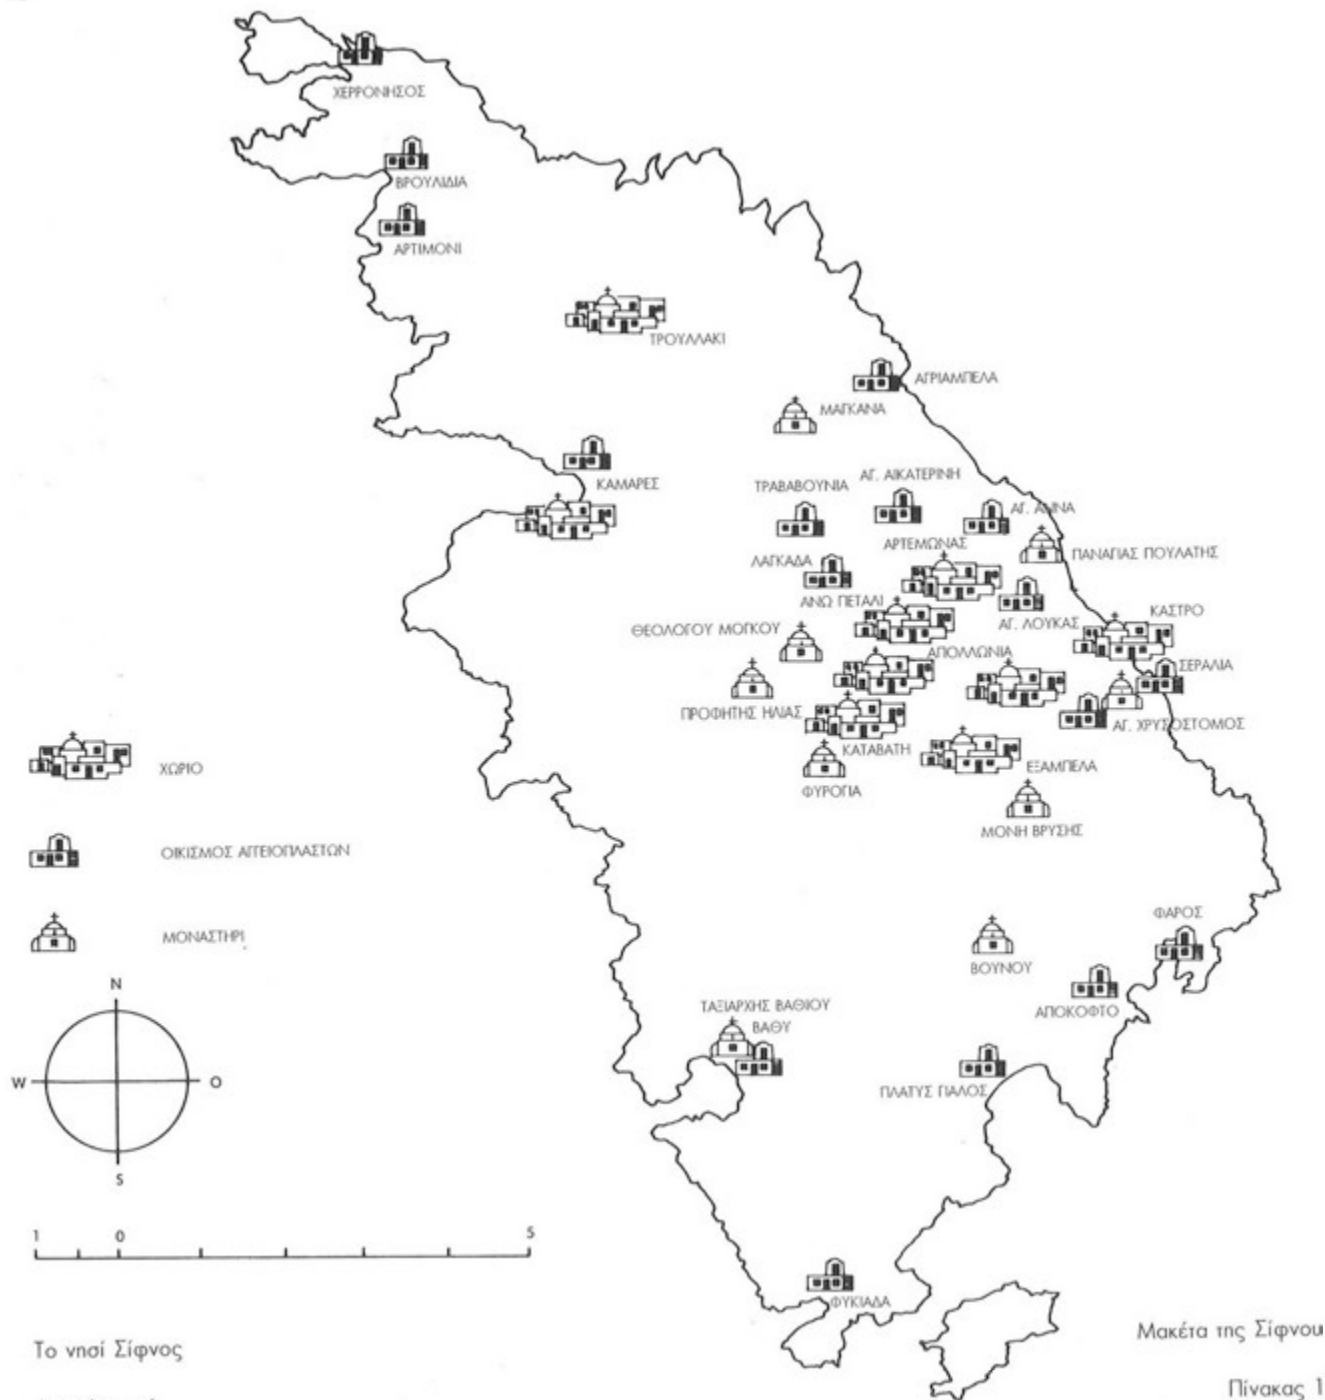 ΧΕΡΡΟΝΗΣΟΣ
ΒΡΟΥΛΙΔΙΑ
ΑΡΤΙΜΟΝΙ
ΤΡΟΥΛΛΑΚΙ
ΑΓΡΙΑΜΠΕΛΑ
ΜΑΓΚΑΝΑ
ΚΑΜΑΡΕΣ
ΤΡΑΒΑΒΟΥΝΙΑ
ΑΓ. ΑΙΚΑΤΕΡΙΝΗ
ΑΓ. ΑΝΝΑ
ΑΡΤΕΜΩΝΑΣ
ΠΑΝΑΓΙΑΣ ΠΟΥΛΑΤΗΣ
ΛΑΓΚΑΔΑ
ΑΝΩ ΠΕΤΑΛΙ
ΑΓ. ΛΟΥΚΑΣ
ΚΑΣΤΡΟ
ΘΕΟΛΟΓΟΥ ΜΟΓΚΟΥ
ΑΠΟΛΛΩΝΙΑ
ΣΕΡΑΛΙΑ
ΠΡΟΦΗΤΗΣ ΗΛΙΑΣ
ΑΓ. ΧΡΥΣΟΣΤΟΜΟΣ
ΚΑΤΑΒΑΤΗ
ΕΞΑΜΠΕΛΑ
ΦΥΡΟΓΙΑ
ΜΟΝΗ ΒΡΥΣΗΣ
ΧΩΡΙΟ
ΟΙΚΙΣΜΟΣ ΑΓΓΕΙΟΠΛΑΣΤΩΝ
ΜΟΝΑΣΤΗΡΙ
ΦΑΡΟΣ
ΒΟΥΝΟΥ
ΑΠΟΚΟΦΤΟ
ΤΑΞΙΑΡΧΗΣ ΒΑΘΙΟΥ
ΒΑΘΥ
ΠΛΑΤΥΣ ΓΙΑΛΟΣ
N
W O
S
1 0 5
ΦΥΚΙΑΔΑ
Το νησί Σίφνος
Μακέτα της Σίφνου
Πίνακας 1